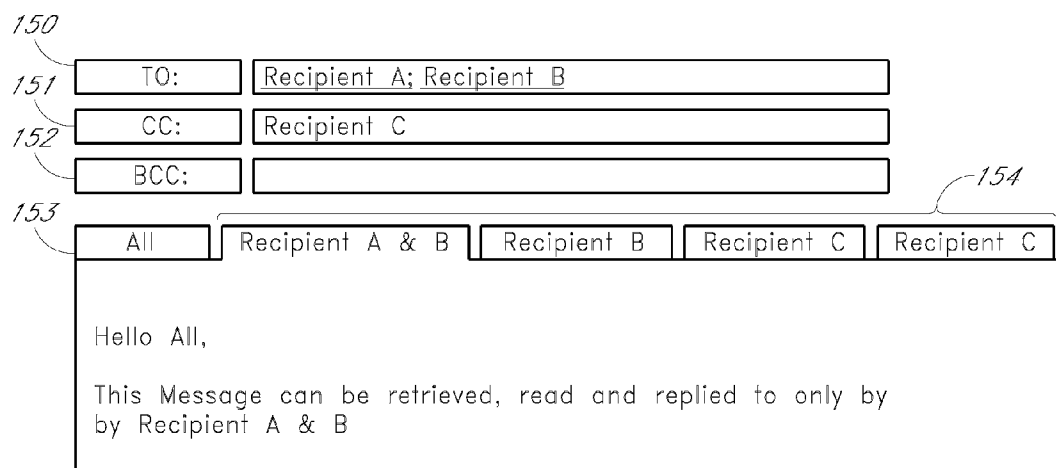 150
TO: Recipient A; Recipient B
151
CC: Recipient C
152
BCC:
154
153
All Recipient A & B Recipient B Recipient C Recipient C
Hello All,
This Message can be retrieved, read and replied to only by
by Recipient A & B